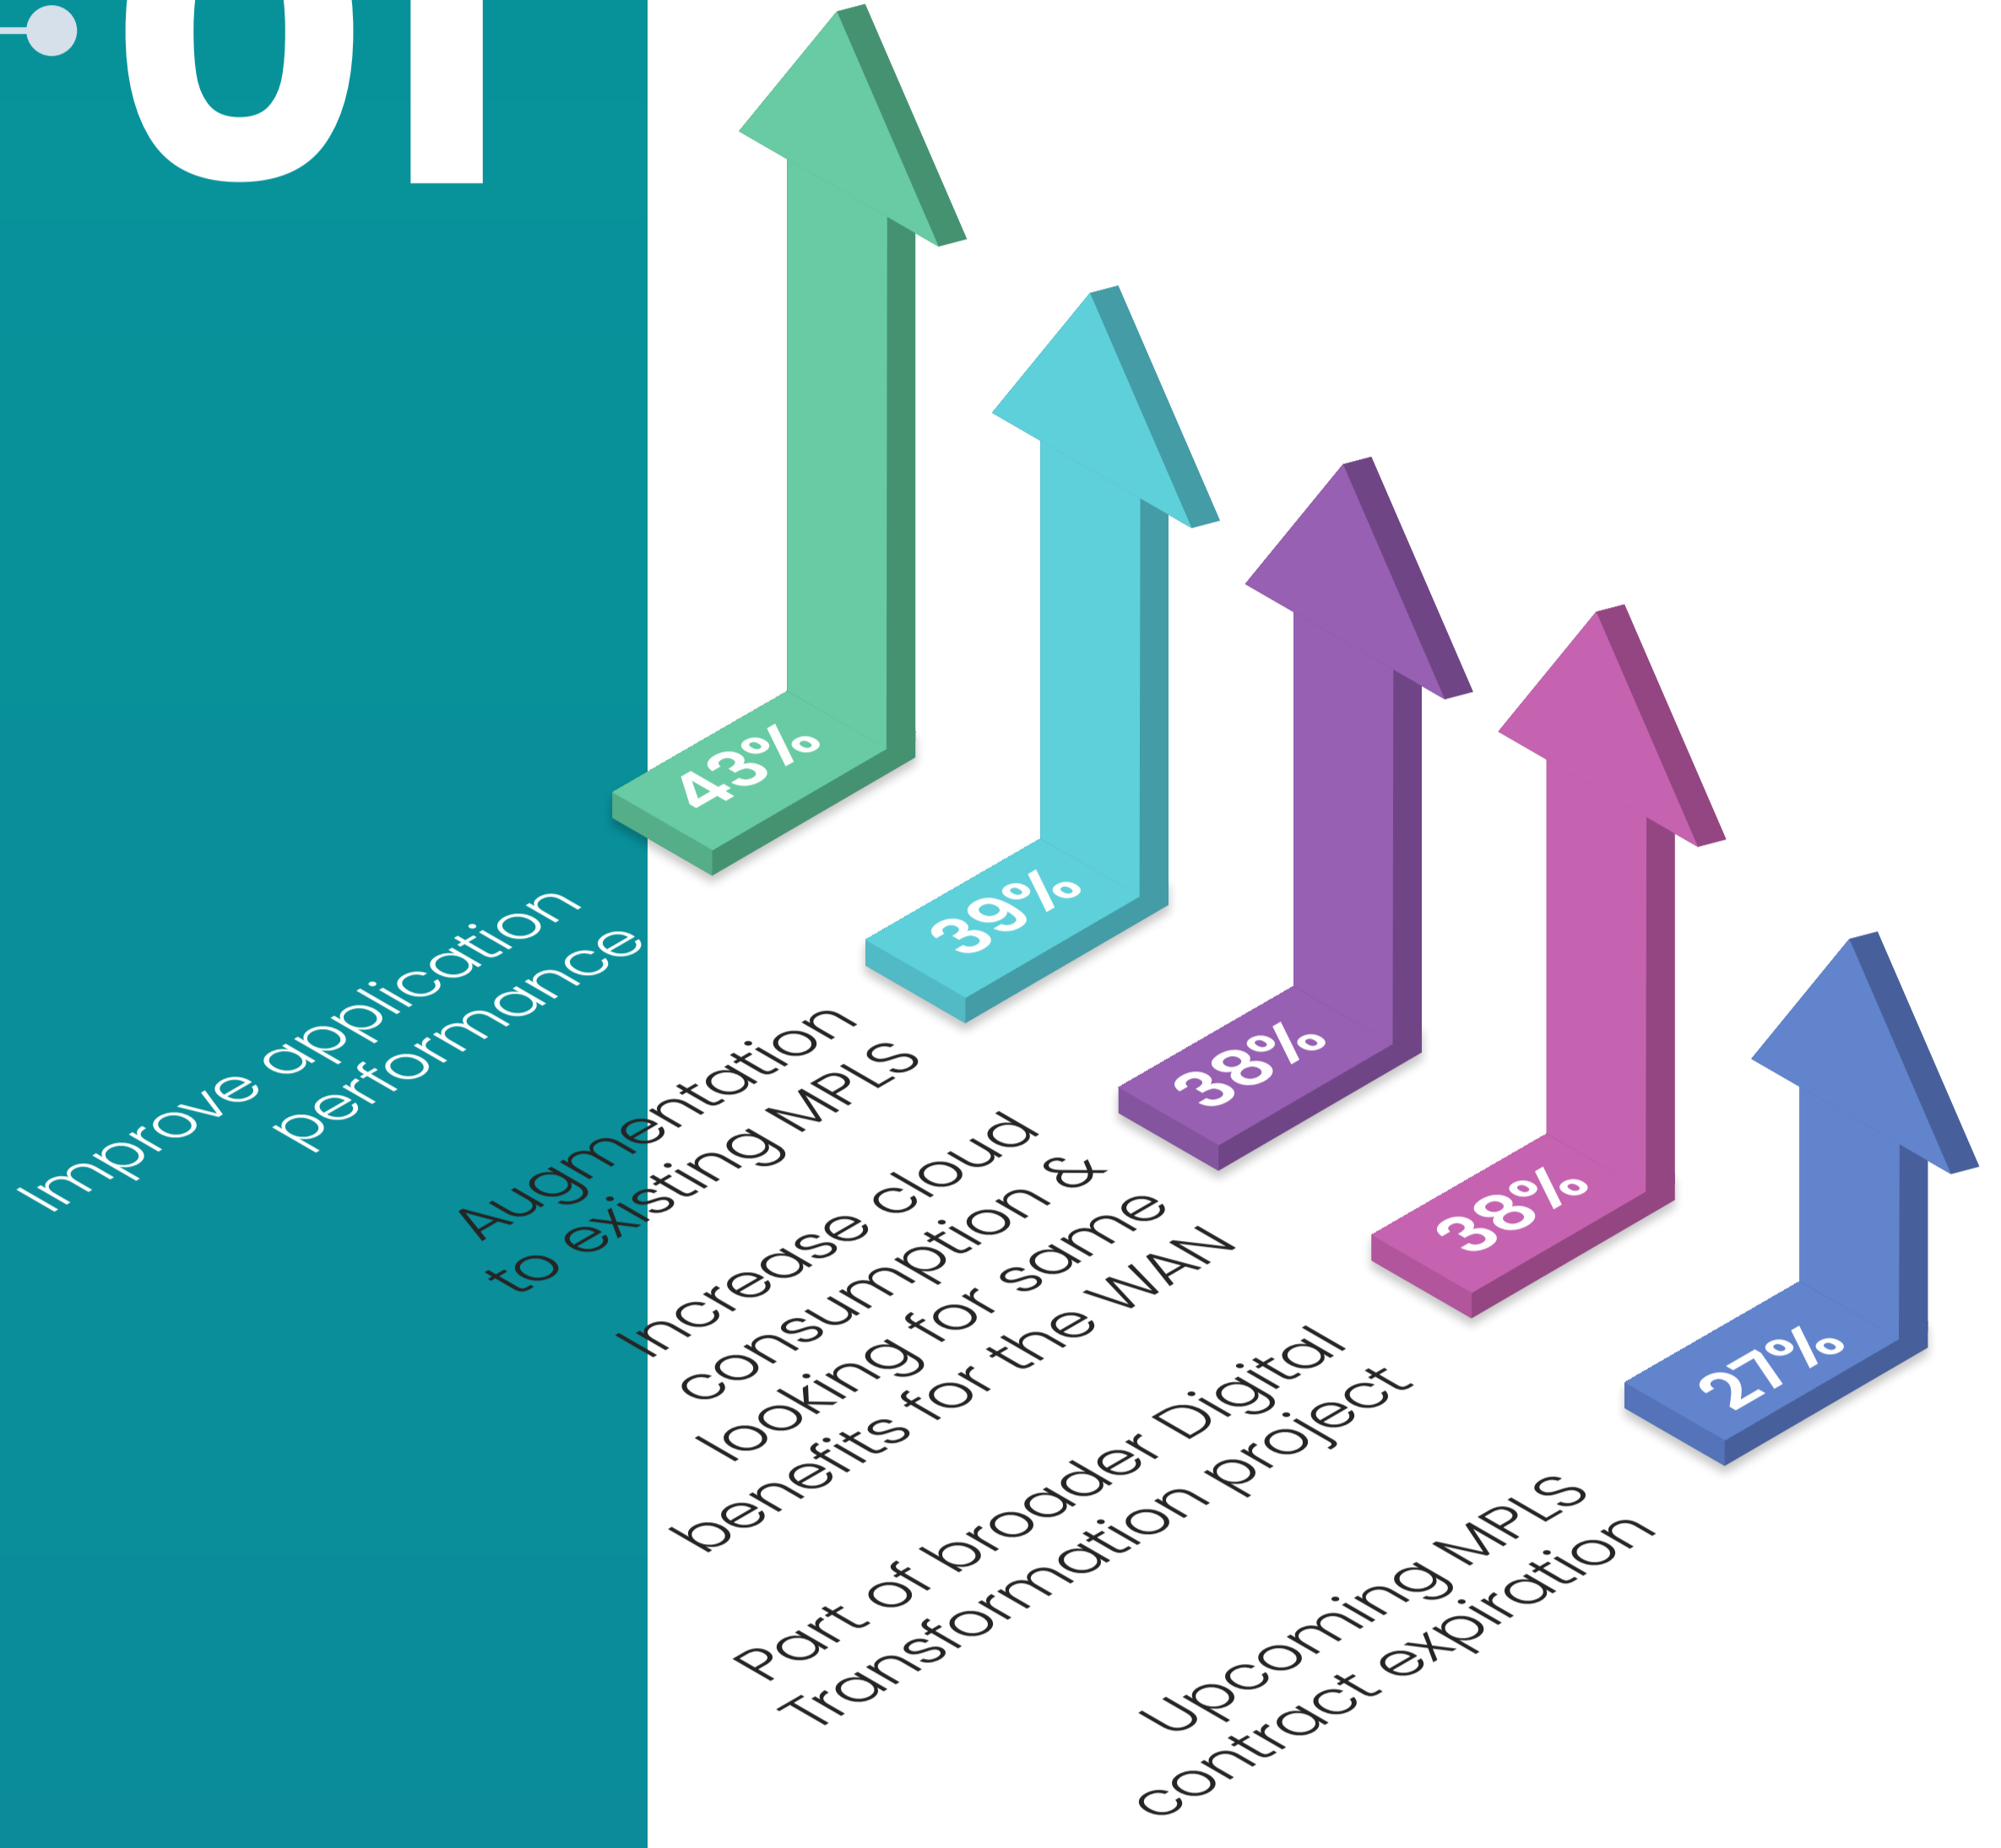 01
43%
Improve application
performance
39%
Augmentation
to existing MPLS
38%
Increase cloud
consumption &
looking for same
benefits for the WAN
38%
Part of broader Digital
Transformation project
27%
Upcoming MPLS
contract expiration